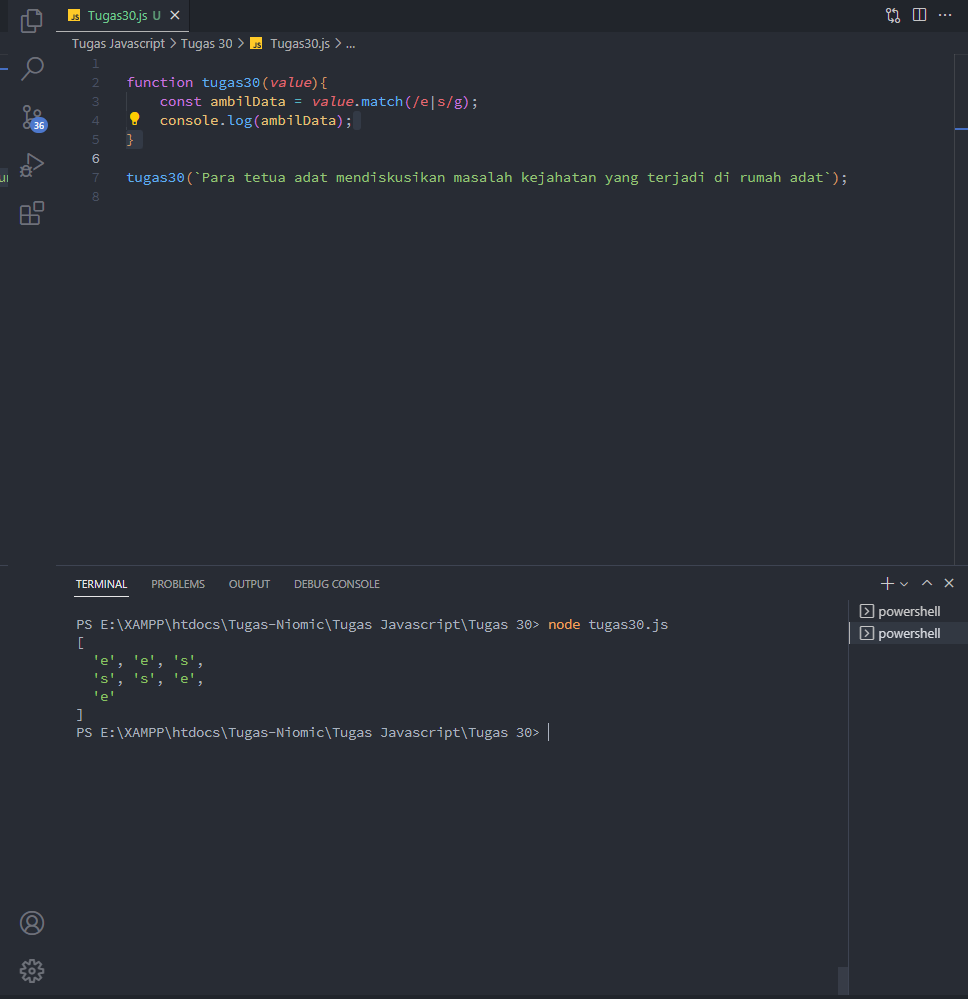 JS Tugas30.js U
Tugas Javascript > Tugas 30 > JS Tugas30.js > ...
36
1
2 function tugas30(value){
3 const ambilData = value.match(/e|s/g);
4 console.log(ambilData);
5 }
6
7 tugas30(`Para tetua adat mendiskusikan masalah kejahatan yang terjadi di rumah adat`);
8
TERMINAL PROBLEMS OUTPUT DEBUG CONSOLE
powershell
powershell
PS E:\XAMPP\htdocs\Tugas-Niomic\Tugas Javascript\Tugas 30> node tugas30.js
[
'e', 'e', 's',
's', 's', 'e',
'e'
]
PS E:\XAMPP\htdocs\Tugas-Niomic\Tugas Javascript\Tugas 30>